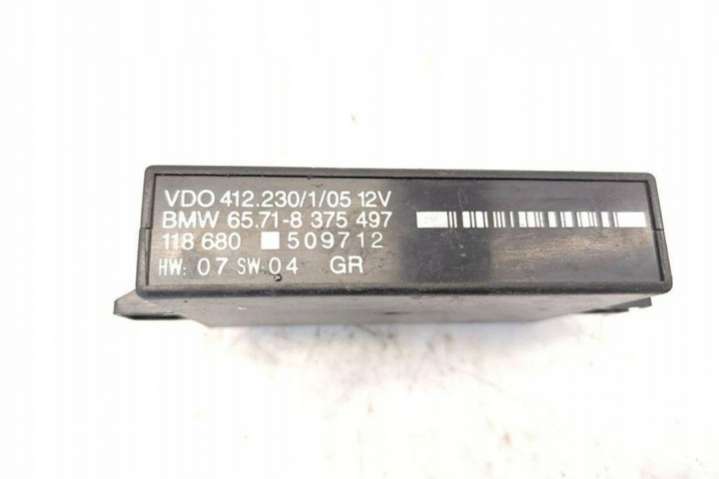 VDO 412.230/1/05 12V
BMW 65.71-8 375 497
118 680 ■509712
HW: 07 SW:04 GR